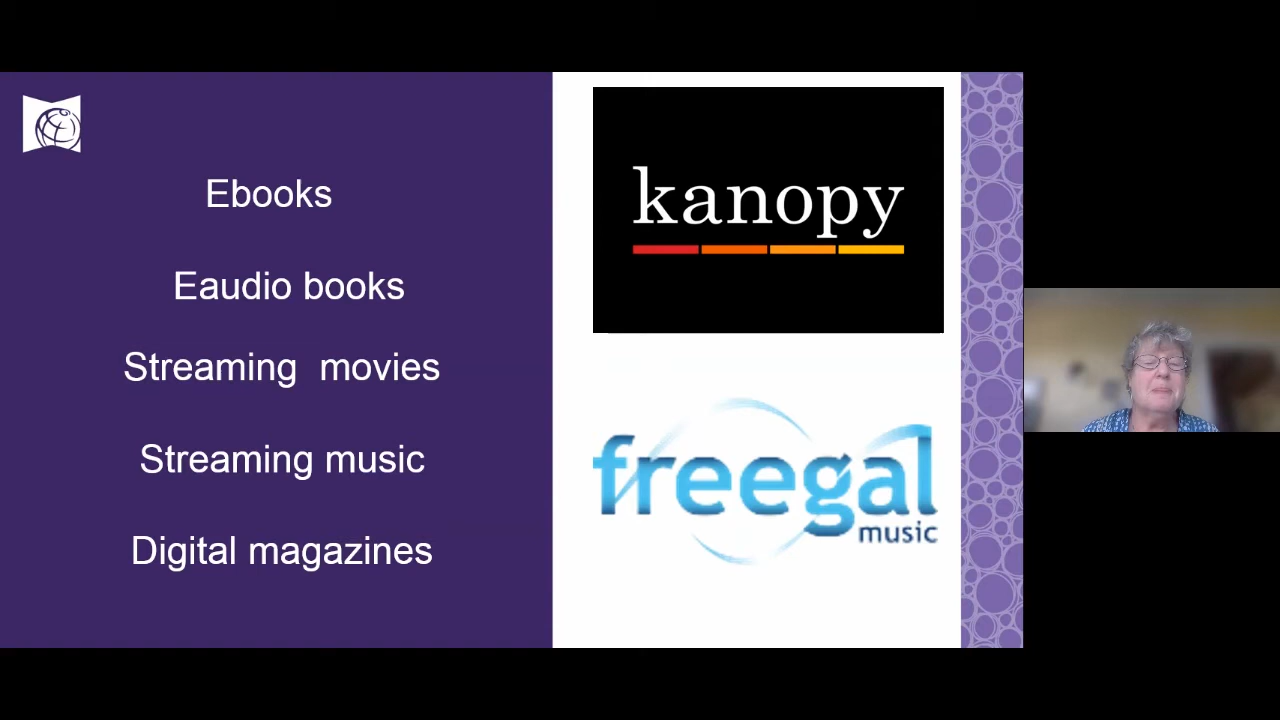 Ebooks
Eaudio books
Streaming  movies
Streaming music
Digital magazines
kanopy
freegal
music